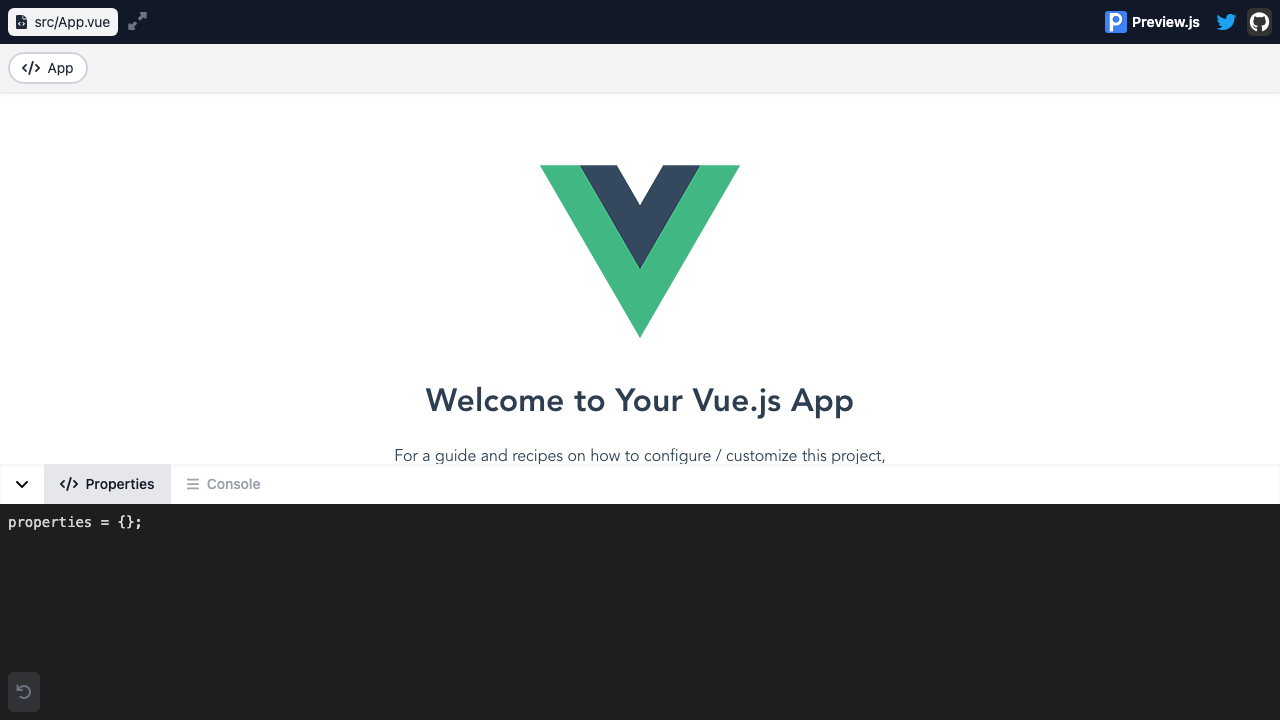 src/App.vue
Preview.js
</> App
Welcome to Your Vue.js App
For a guide and recipes on how to configure / customize this project,
</> Properties
Console
properties = {};